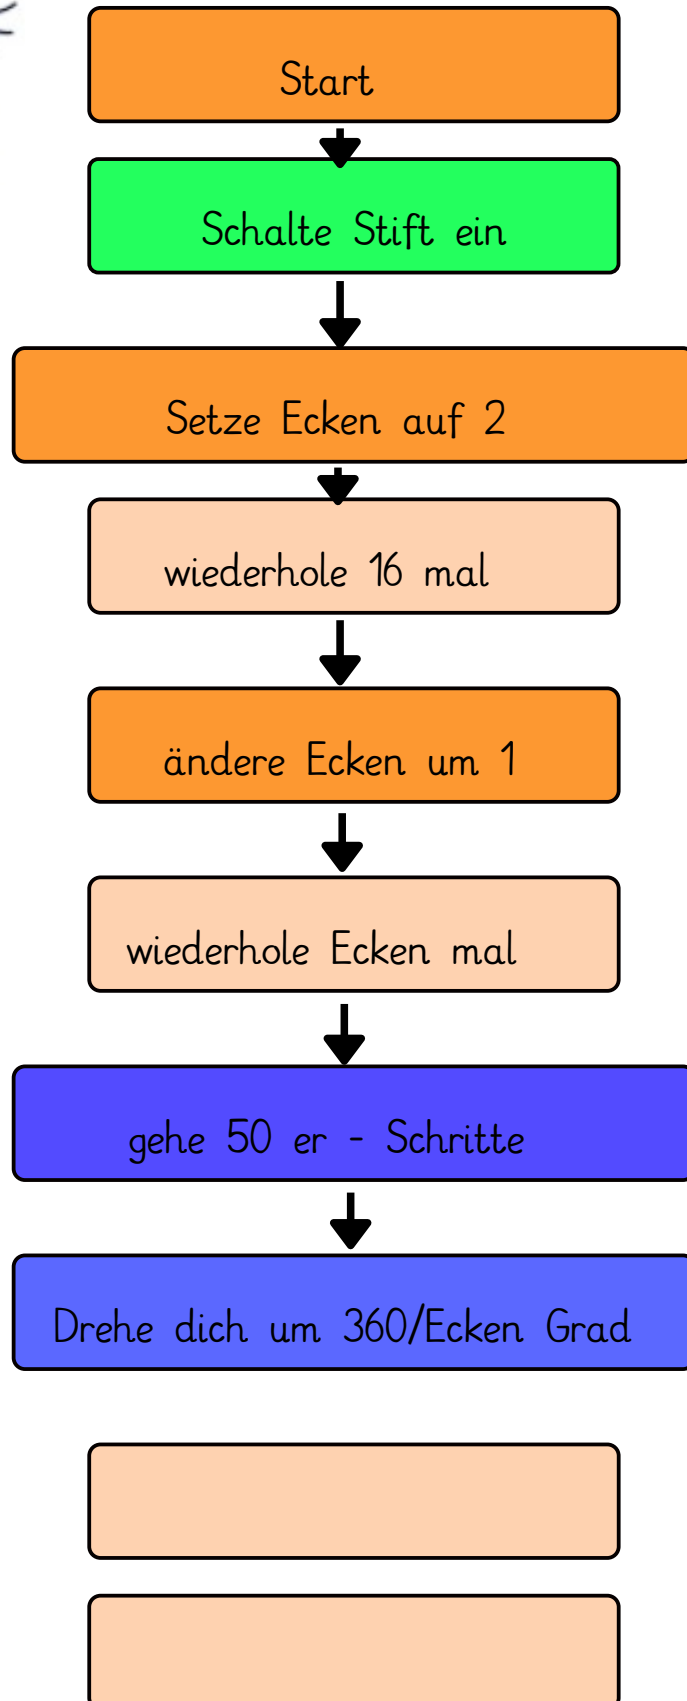 Start
Schalte Stift ein
Setze Ecken auf 2
wiederhole 16 mal
ändere Ecken um 1
wiederhole Ecken mal
gehe 50 er - Schritte
Drehe dich um 360/Ecken Grad